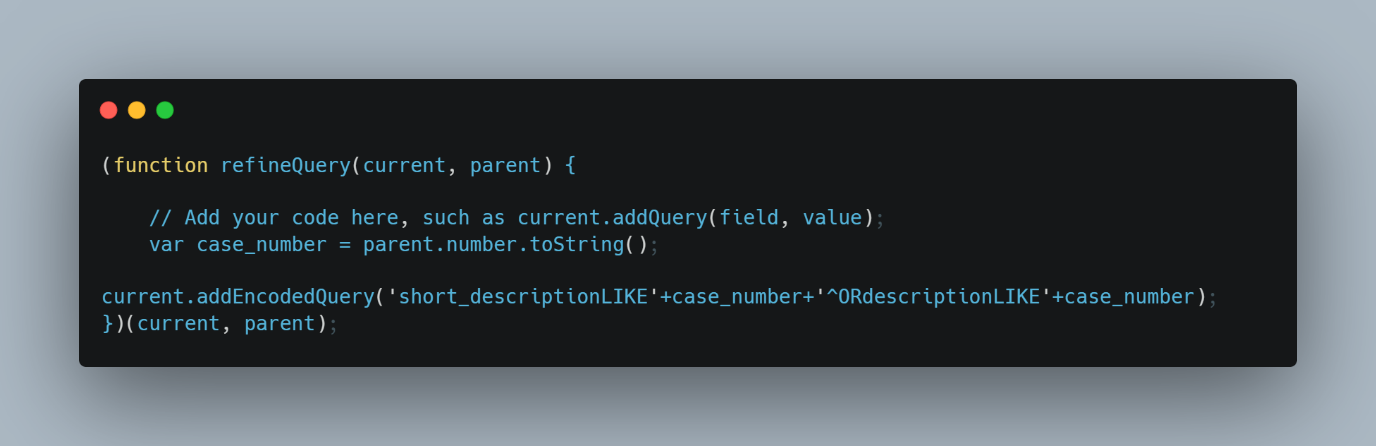 (function refineQuery(current, parent) {
// Add your code here, such as current.addQuery(field, value);
var case_number = parent.number.toString();
current.addEncodedQuery('short_descriptionLIKE'+case_number+'^ORdescriptionLIKE'+case_number);
})(current, parent);